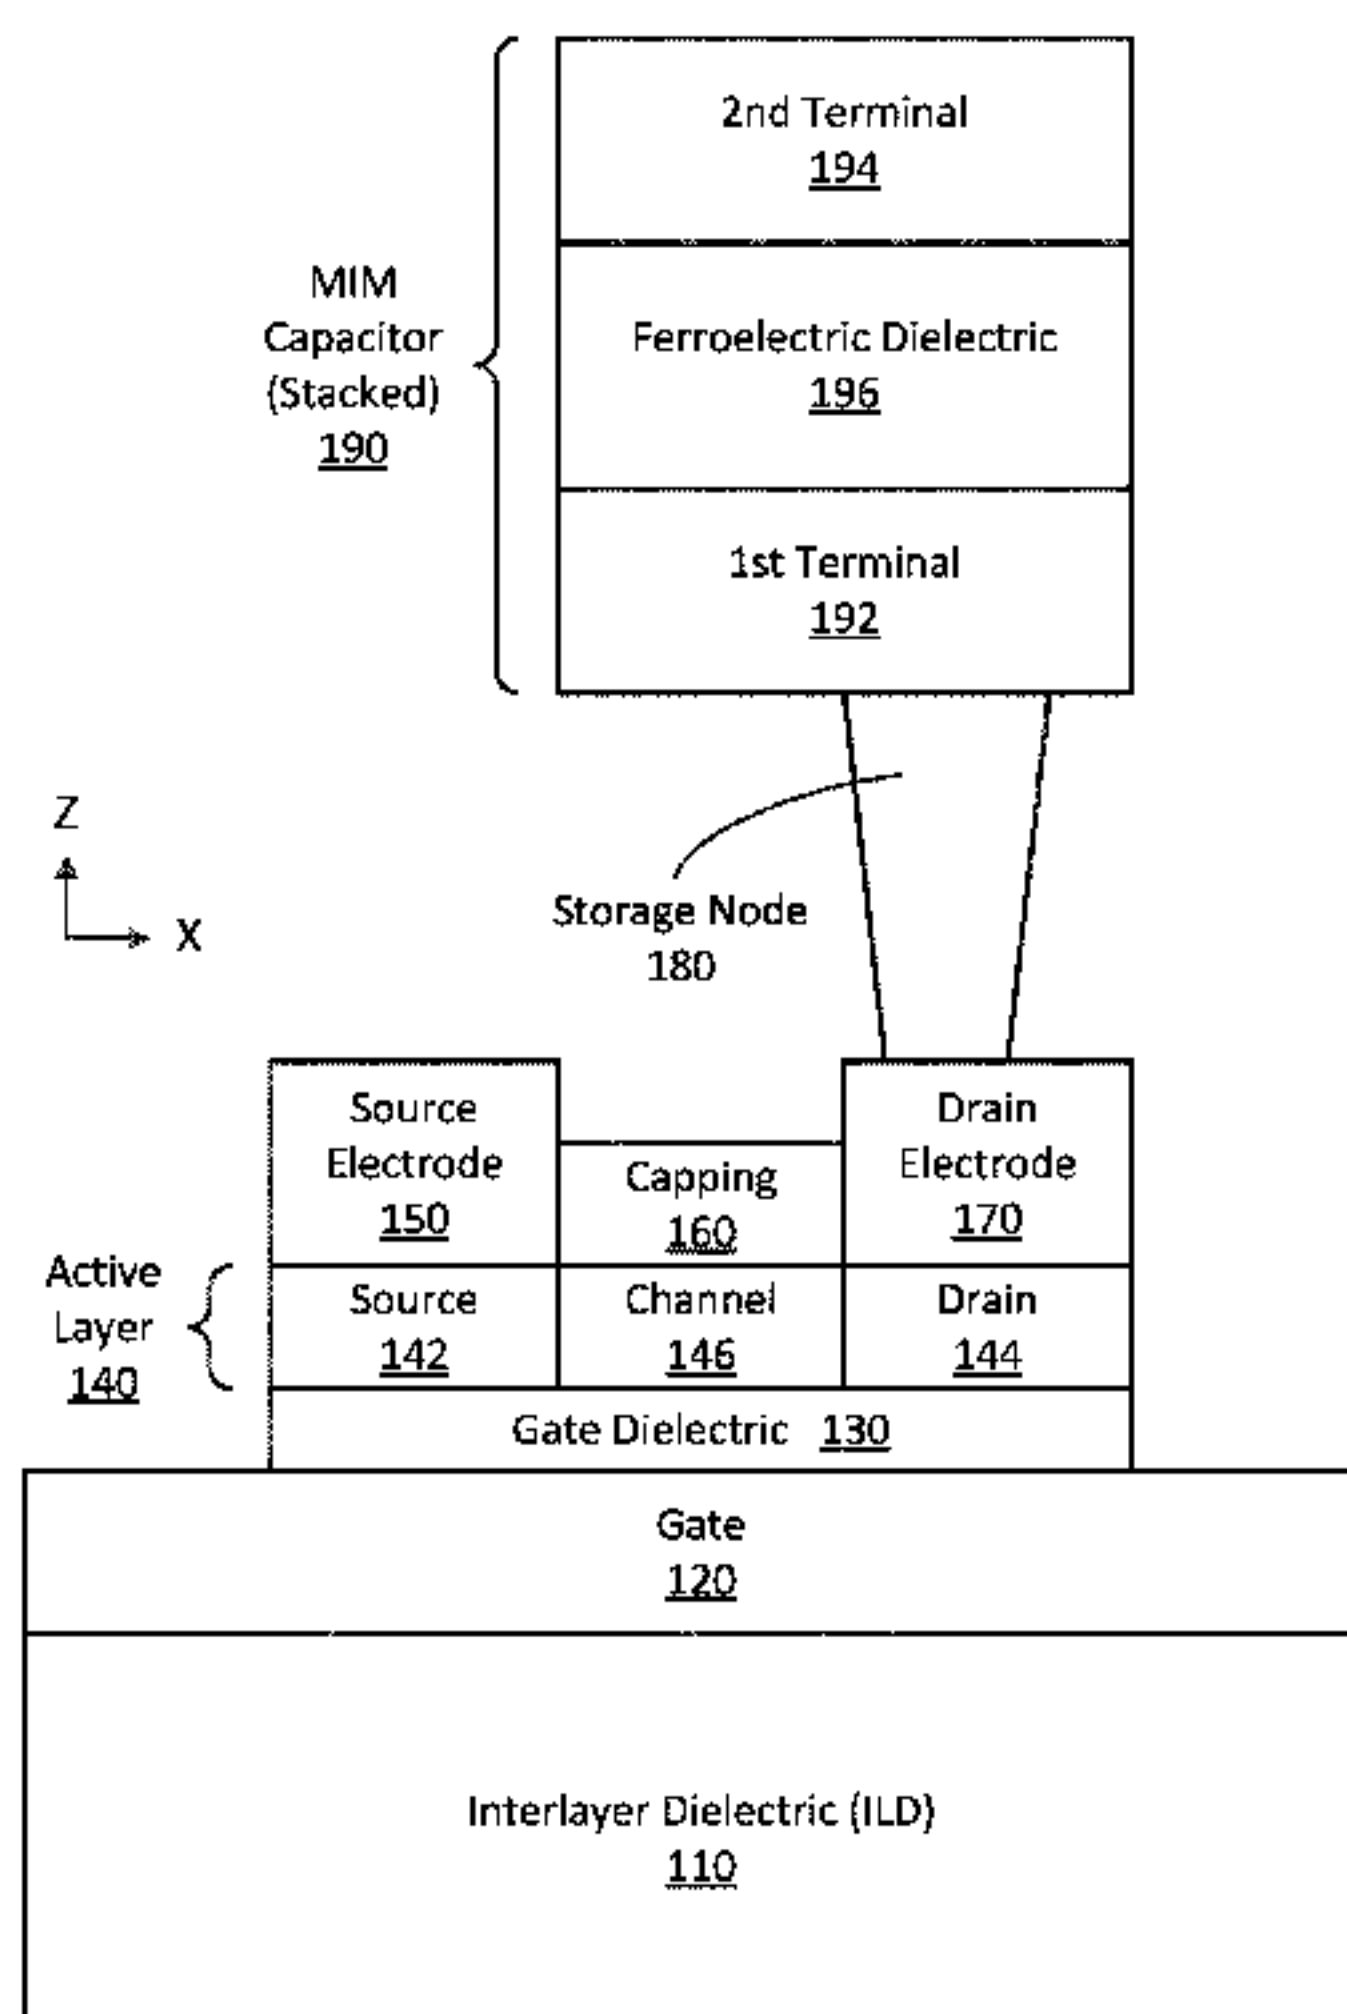 2nd Terminal
194
MIM
Capacitor
(Stacked)
190
Ferroelectric Dielectric
196
1st Terminal
192
Z
X
Storage Node
180
Source
Electrode
150
Capping
160
Drain
Electrode
170
Active
Layer
140
Source
142
Channel
146
Drain
144
Gate Dielectric 130
Gate
120
Interlayer Dielectric (ILD)
110